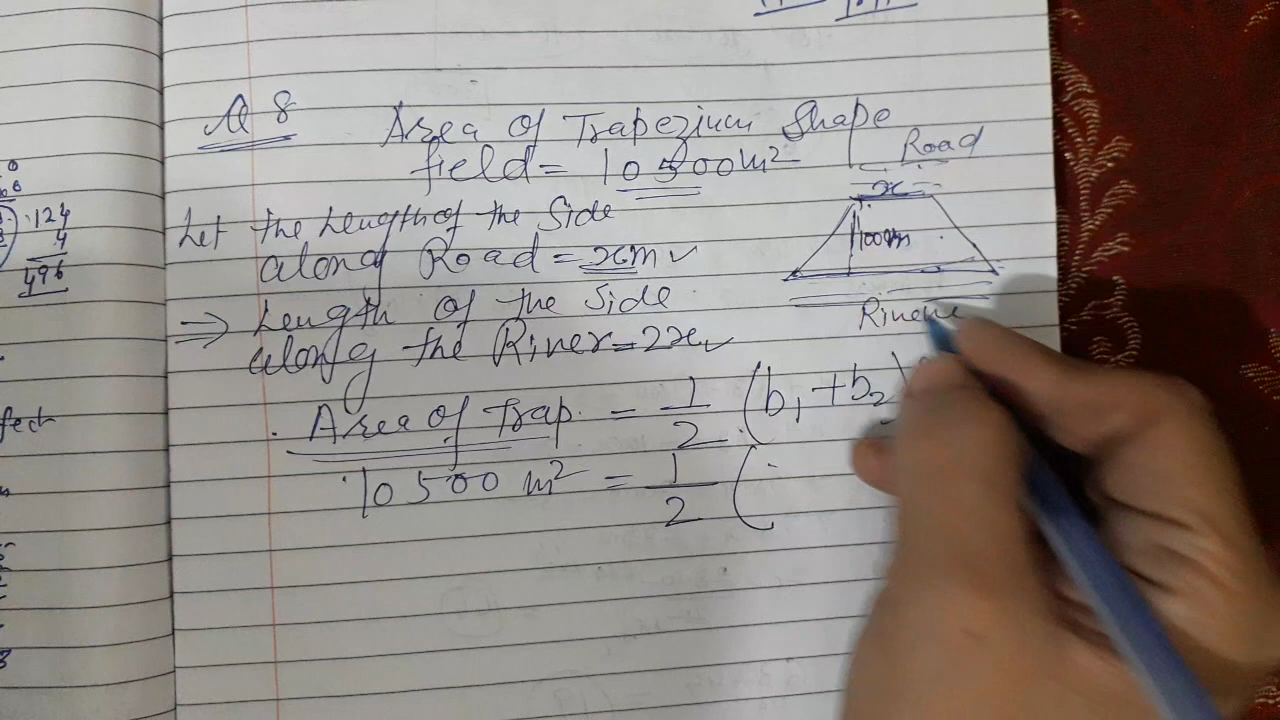 Q 8
Area of Trapezium Shape
field = 10500m²
Let the Length of the Side
along Road = xm ✓
⇒ Length of the Side
along the River = 2x ✓
Area of Trap. = 1/2 (b₁ + b₂)
10500 m² = 1/2 (
Road
x
100m
River
.124
4
496
fect